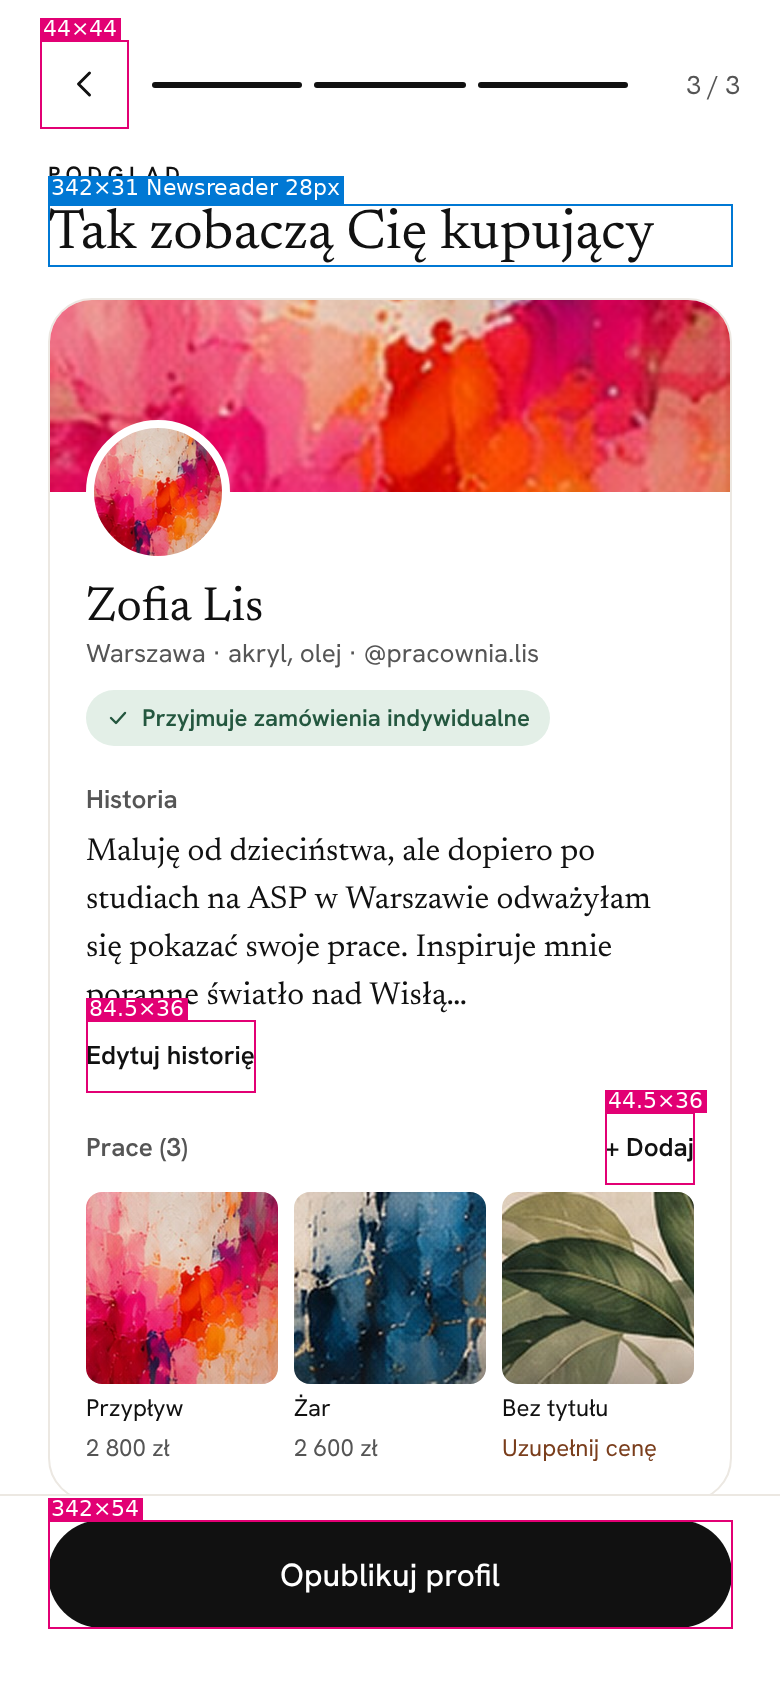 44×44
3 / 3
PODGLĄD
342×31 Newsreader 28px
Tak zobaczą Cię kupujący
Zofia Lis
Warszawa · akryl, olej · @pracownia.lis
Przyjmuje zamówienia indywidualne
Historia
Maluję od dzieciństwa, ale dopiero po
studiach na ASP w Warszawie odważyłam
się pokazać swoje prace. Inspiruje mnie
poranne światło nad Wisłą...
84.5×36
Edytuj historię
44.5×36
Prace (3)
+ Dodaj
Przypływ
Żar
Bez tytułu
2 800 zł
2 600 zł
Uzupełnij cenę
342×54
Opublikuj profil